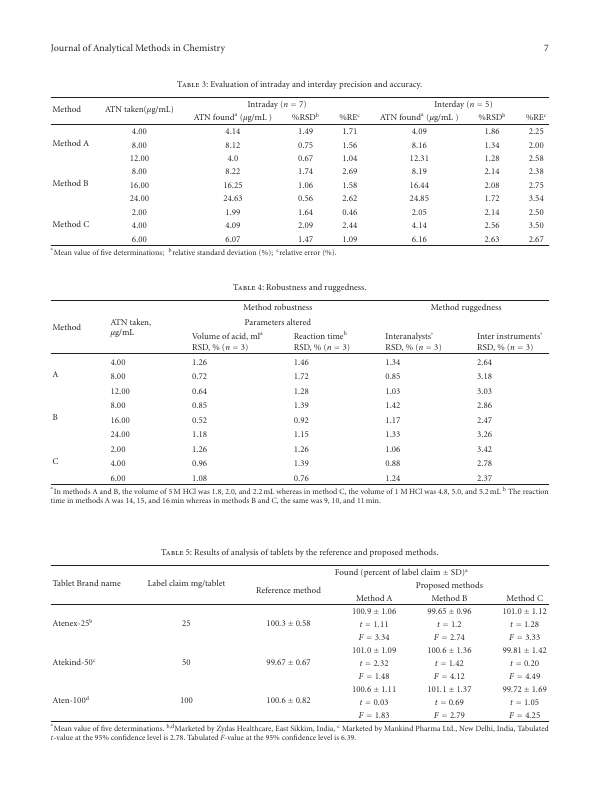 Journal of Analytical Methods in Chemistry 7
Table 3: Evaluation of intraday and interday precision and accuracy.
Method ATN taken(μg/mL) Intraday (n = 7) Interday (n = 5)
ATN foundᵃ (μg/mL ) %RSDᵇ %REᶜ ATN foundᵃ (μg/mL ) %RSDᵇ %REᶜ
4.00 4.14 1.49 1.71 4.09 1.86 2.25
Method A 8.00 8.12 0.75 1.56 8.16 1.34 2.00
12.00 4.0 0.67 1.04 12.31 1.28 2.58
8.00 8.22 1.74 2.69 8.19 2.14 2.38
Method B 16.00 16.25 1.06 1.58 16.44 2.08 2.75
24.00 24.63 0.56 2.62 24.85 1.72 3.54
2.00 1.99 1.64 0.46 2.05 2.14 2.50
Method C 4.00 4.09 2.09 2.44 4.14 2.56 3.50
6.00 6.07 1.47 1.09 6.16 2.63 2.67
ᵃMean value of five determinations; ᵇrelative standard deviation (%); ᶜrelative error (%).
Table 4: Robustness and ruggedness.
Method robustness Method ruggedness
Method ATN taken, Parameters altered
μg/mL Volume of acid, mlᵃ Reaction timeᵇ Interanalysts' Inter instruments'
RSD, % (n = 3) RSD, % (n = 3) RSD, % (n = 3) RSD, % (n = 3)
4.00 1.26 1.46 1.34 2.64
A 8.00 0.72 1.72 0.85 3.18
12.00 0.64 1.28 1.03 3.03
8.00 0.85 1.39 1.42 2.86
B 16.00 0.52 0.92 1.17 2.47
24.00 1.18 1.15 1.33 3.26
2.00 1.26 1.26 1.06 3.42
C 4.00 0.96 1.39 0.88 2.78
6.00 1.08 0.76 1.24 2.37
ᵃIn methods A and B, the volume of 5 M HCl was 1.8, 2.0, and 2.2 mL whereas in method C, the volume of 1 M HCl was 4.8, 5.0, and 5.2 mL ᵇ The reaction
time in methods A was 14, 15, and 16 min whereas in methods B and C, the same was 9, 10, and 11 min.
Table 5: Results of analysis of tablets by the reference and proposed methods.
Found (percent of label claim ± SD)ᵃ
Tablet Brand name Label claim mg/tablet Reference method Proposed methods
Method A Method B Method C
100.9 ± 1.06 99.65 ± 0.96 101.0 ± 1.12
Atenex-25ᵇ 25 100.3 ± 0.58 t = 1.11 t = 1.2 t = 1.28
F = 3.34 F = 2.74 F = 3.33
101.0 ± 1.09 100.6 ± 1.36 99.81 ± 1.42
Atekind-50ᶜ 50 99.67 ± 0.67 t = 2.32 t = 1.42 t = 0.20
F = 1.48 F = 4.12 F = 4.49
100.6 ± 1.11 101.1 ± 1.37 99.72 ± 1.69
Aten-100ᵈ 100 100.6 ± 0.82 t = 0.03 t = 0.69 t = 1.05
F = 1.83 F = 2.79 F = 4.25
ᵃMean value of five determinations. ᵇ,ᵈMarketed by Zydas Healthcare, East Sikkim, India, ᶜ Marketed by Mankind Pharma Ltd., New Delhi, India, Tabulated
t-value at the 95% confidence level is 2.78. Tabulated F-value at the 95% confidence level is 6.39.